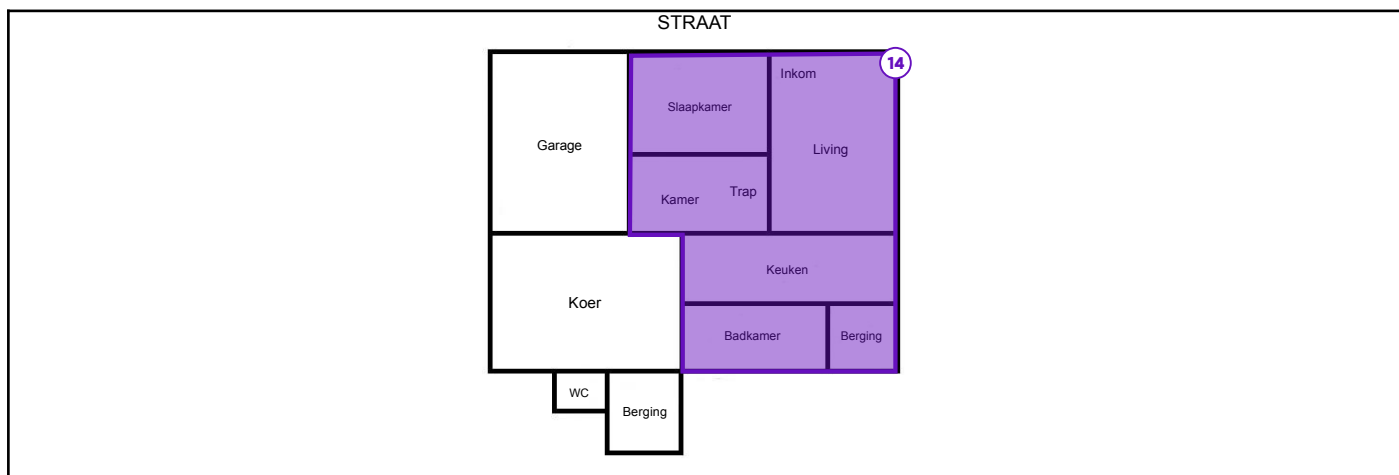 STRAAT
14
Inkom
Slaapkamer
Garage
Living
Trap
Kamer
Keuken
Koer
Badkamer
Berging
WC
Berging